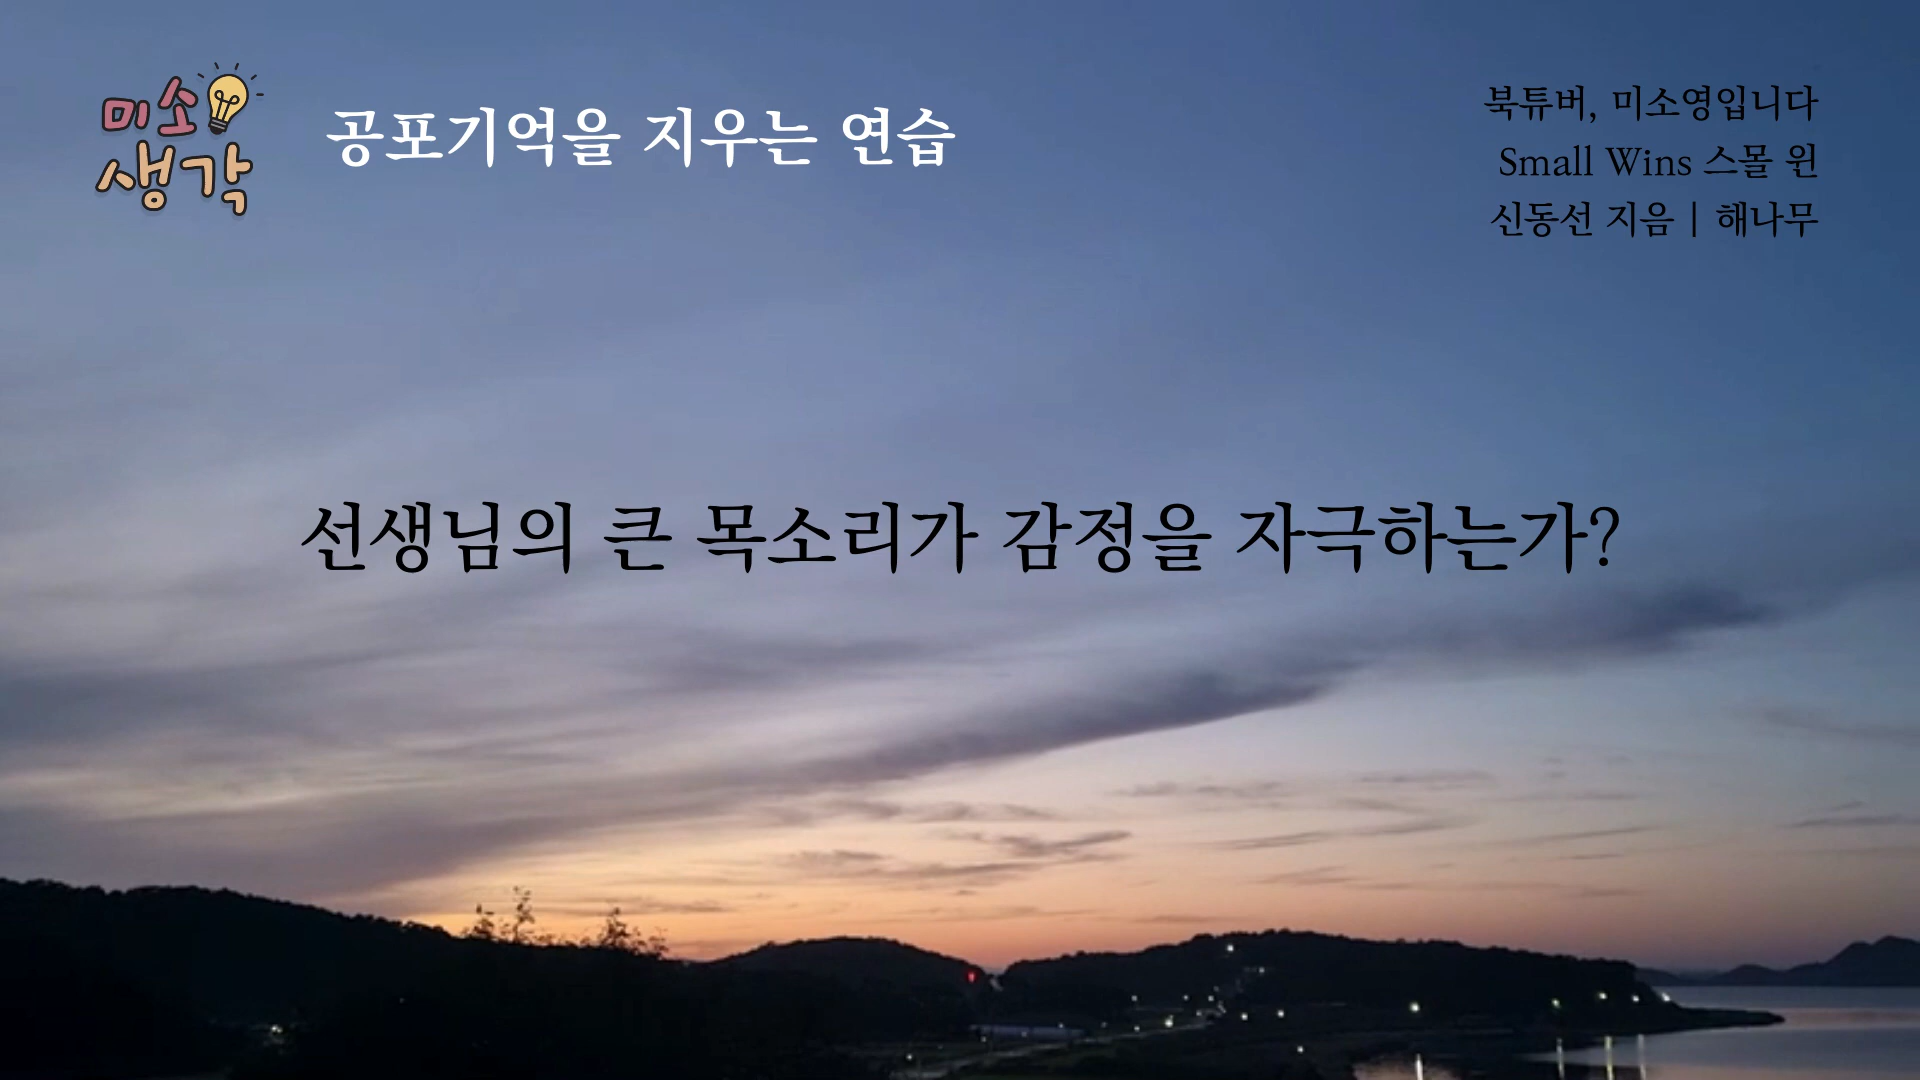 미소
생각
공포기억을 지우는 연습
북튜버, 미소영입니다
Small Wins 스몰 윈
신동선 지음 | 해나무
선생님의 큰 목소리가 감정을 자극하는가?